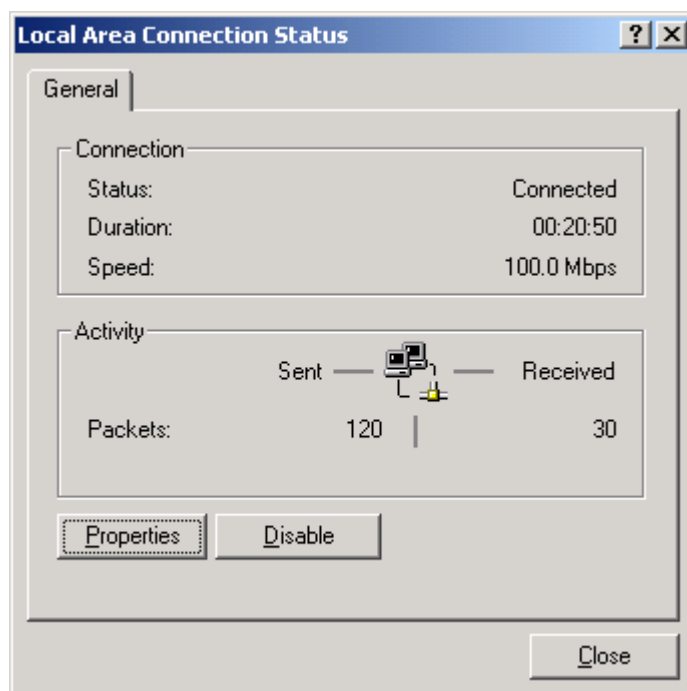 Local Area Connection Status
General
Connection
Status: Connected
Duration: 00:20:50
Speed: 100.0 Mbps
Activity
Sent Received
Packets: 120 30
Properties Disable
Close